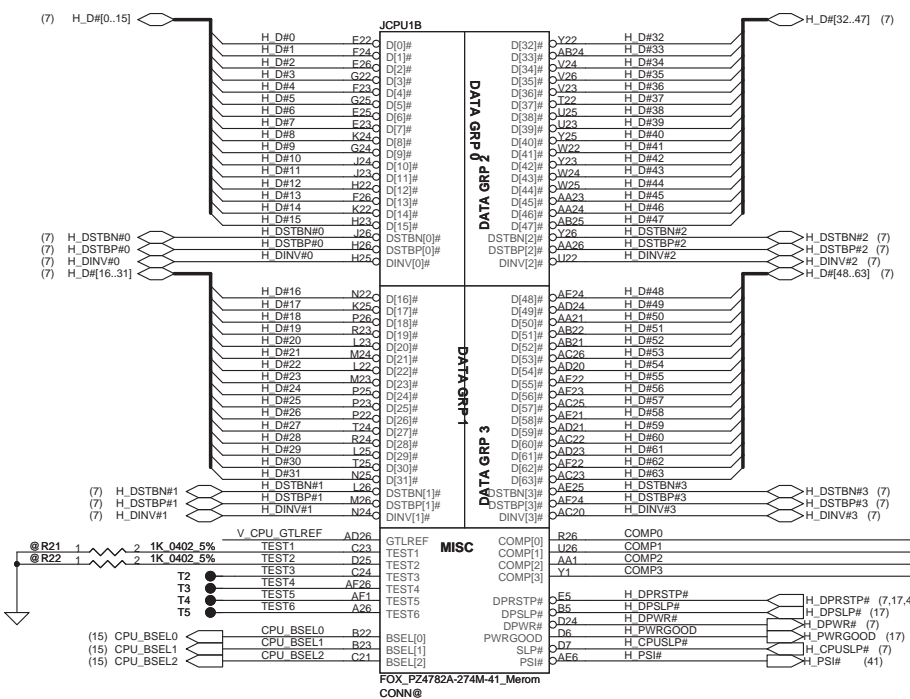 (7) H_D#[0..15] JCPU1B H_D#[32..47] (7)
H_D#0 E22 D[0]# D[32]# Y22 H_D#32
H_D#1 F24 D[1]# D[33]# AB24 H_D#33
H_D#2 E26 D[2]# D[34]# V24 H_D#34
H_D#3 G22 D[3]# D[35]# V26 H_D#35
H_D#4 F23 D[4]# D[36]# V23 H_D#36
H_D#5 G25 D[5]# D[37]# T22 H_D#37
H_D#6 E25 D[6]# D[38]# U25 H_D#38
H_D#7 E23 D[7]# D[39]# U23 H_D#39
H_D#8 K24 D[8]# D[40]# Y25 H_D#40
H_D#9 G24 D[9]# D[41]# W22 H_D#41
H_D#10 J24 D[10]# D[42]# Y23 H_D#42
H_D#11 J23 D[11]# D[43]# W24 H_D#43
H_D#12 H22 D[12]# D[44]# W25 H_D#44
H_D#13 F26 D[13]# D[45]# AA23 H_D#45
H_D#14 K22 D[14]# D[46]# AA24 H_D#46
H_D#15 H23 D[15]# D[47]# AB25 H_D#47
DATA GRP 0
DATA GRP 2
(7) H_DSTBN#0 H_DSTBN#0 J26 DSTBN[0]# DSTBN[2]# Y26 H_DSTBN#2 H_DSTBN#2 (7)
(7) H_DSTBP#0 H_DSTBP#0 H26 DSTBP[0]# DSTBP[2]# AA26 H_DSTBP#2 H_DSTBP#2 (7)
(7) H_DINV#0 H_DINV#0 H25 DINV[0]# DINV[2]# U22 H_DINV#2 H_DINV#2 (7)
(7) H_D#[16..31] H_D#[48..63] (7)
H_D#16 N22 D[16]# D[48]# AE24 H_D#48
H_D#17 K25 D[17]# D[49]# AD24 H_D#49
H_D#18 P26 D[18]# D[50]# AA21 H_D#50
H_D#19 R23 D[19]# D[51]# AB22 H_D#51
H_D#20 L23 D[20]# D[52]# AB21 H_D#52
H_D#21 M24 D[21]# D[53]# AC26 H_D#53
H_D#22 L22 D[22]# D[54]# AD20 H_D#54
H_D#23 M23 D[23]# D[55]# AE22 H_D#55
H_D#24 P25 D[24]# D[56]# AF23 H_D#56
H_D#25 P23 D[25]# D[57]# AC25 H_D#57
H_D#26 P22 D[26]# D[58]# AE21 H_D#58
H_D#27 T24 D[27]# D[59]# AD21 H_D#59
H_D#28 R24 D[28]# D[60]# AC22 H_D#60
H_D#29 L25 D[29]# D[61]# AD23 H_D#61
H_D#30 T25 D[30]# D[62]# AF22 H_D#62
H_D#31 N25 D[31]# D[63]# AC23 H_D#63
DATA GRP 1
DATA GRP 3
(7) H_DSTBN#1 H_DSTBN#1 L26 DSTBN[1]# DSTBN[3]# AE25 H_DSTBN#3 H_DSTBN#3 (7)
(7) H_DSTBP#1 H_DSTBP#1 M26 DSTBP[1]# DSTBP[3]# AF24 H_DSTBP#3 H_DSTBP#3 (7)
(7) H_DINV#1 H_DINV#1 N24 DINV[1]# DINV[3]# AC20 H_DINV#3 H_DINV#3 (7)
V_CPU_GTLREF AD26 GTLREF MISC COMP[0] R26 COMP0
@ R21 1 2 1K_0402_5% TEST1 C23 TEST1 COMP[1] U26 COMP1
@ R22 1 2 1K_0402_5% TEST2 D25 TEST2 COMP[2] AA1 COMP2
T2 TEST3 C24 TEST3 COMP[3] Y1 COMP3
T3 TEST4 AF26 TEST4
T4 TEST5 AF1 TEST5 DPRSTP# E5 H_DPRSTP# H_DPRSTP# (7,17,4
T5 TEST6 A26 TEST6 DPSLP# B5 H_DPSLP# H_DPSLP# (17)
DPWR# D24 H_DPWR# H_DPWR# (7)
(15) CPU_BSEL0 CPU_BSEL0 B22 BSEL[0] PWRGOOD D6 H_PWRGOOD H_PWRGOOD (17)
(15) CPU_BSEL1 CPU_BSEL1 B23 BSEL[1] SLP# D7 H_CPUSLP# H_CPUSLP# (7)
(15) CPU_BSEL2 CPU_BSEL2 C21 BSEL[2] PSI# AE6 H_PSI# H_PSI# (41)
FOX_PZ4782A-274M-41_Merom
CONN@